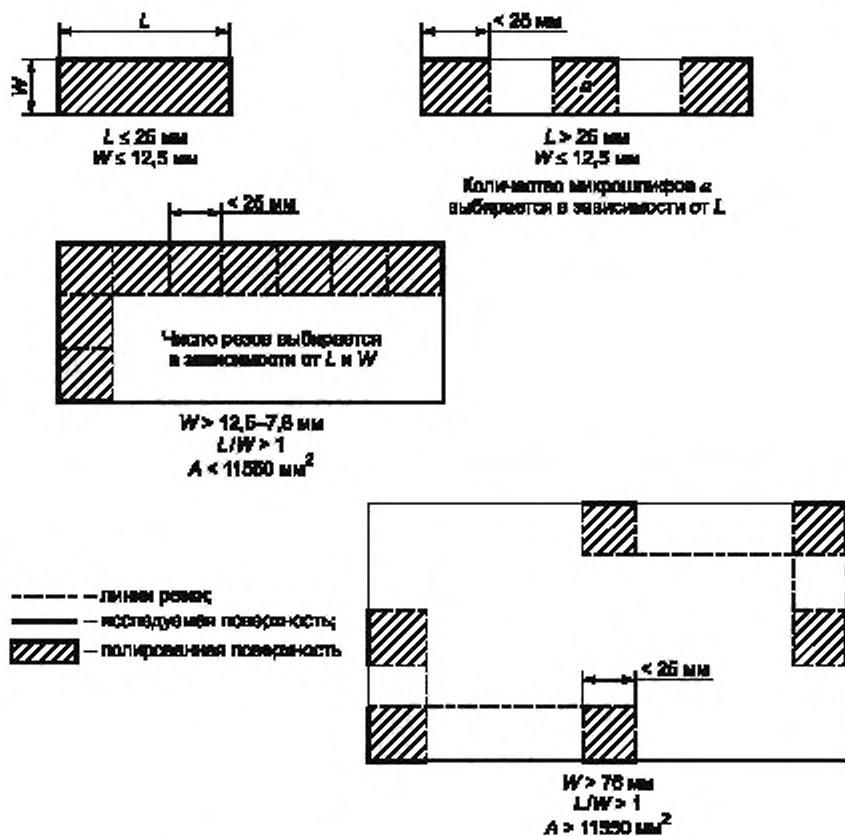 L
W
L ≤ 25 мм
W ≤ 12,5 мм
< 25 мм
a
L > 25 мм
W ≤ 12,5 мм
Количество микрошлифов a
выбирается в зависимости от L
< 25 мм
Число резов выбирается
в зависимости от L и W
W > 12,5–7,6 мм
L/W > 1
A < 11550 мм²
– линии резки;
– исследуемая поверхность;
– полированная поверхность
< 25 мм
W > 76 мм
L/W > 1
A > 11550 мм²